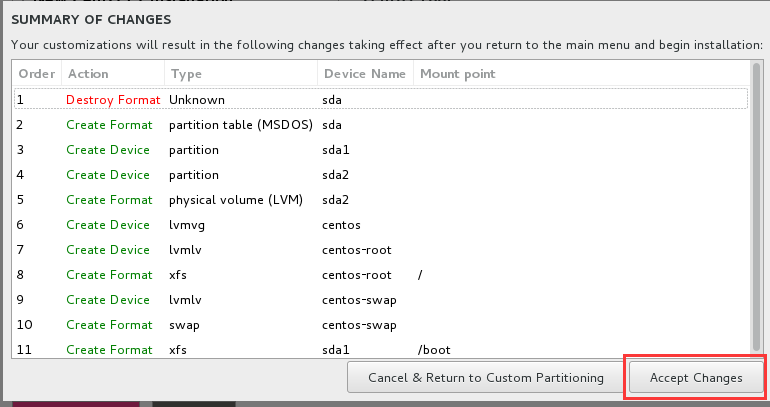 SUMMARY OF CHANGES
Your customizations will result in the following changes taking effect after you return to the main menu and begin installation:
Order Action Type Device Name Mount point
1 Destroy Format Unknown sda
2 Create Format partition table (MSDOS) sda
3 Create Device partition sda1
4 Create Device partition sda2
5 Create Format physical volume (LVM) sda2
6 Create Device lvmvg centos
7 Create Device lvmlv centos-root
8 Create Format xfs centos-root /
9 Create Device lvmlv centos-swap
10 Create Format swap centos-swap
11 Create Format xfs sda1 /boot
Cancel & Return to Custom Partitioning Accept Changes